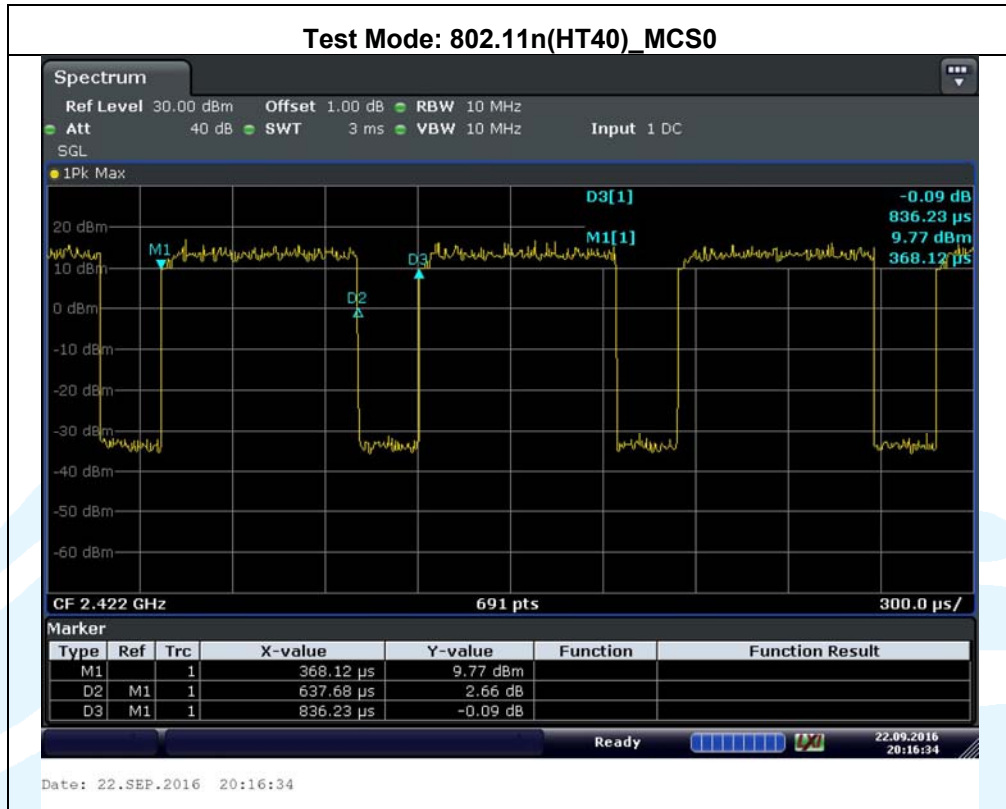 Test Mode: 802.11n(HT40)_MCS0
Spectrum
Ref Level 30.00 dBm Offset 1.00 dB RBW 10 MHz
Att 40 dB SWT 3 ms VBW 10 MHz Input 1 DC
SGL
1Pk Max
D3[1] -0.09 dB
836.23 µs
M1[1] 9.77 dBm
368.12 µs
20 dBm
M1
D3
10 dBm
D2
0 dBm
-10 dBm
-20 dBm
-30 dBm
-40 dBm
-50 dBm
-60 dBm
CF 2.422 GHz 691 pts 300.0 µs/
Marker
Type Ref Trc X-value Y-value Function Function Result
M1 1 368.12 µs 9.77 dBm
D2 M1 1 637.68 µs 2.66 dB
D3 M1 1 836.23 µs -0.09 dB
Ready LXI 22.09.2016
20:16:34
Date: 22.SEP.2016 20:16:34